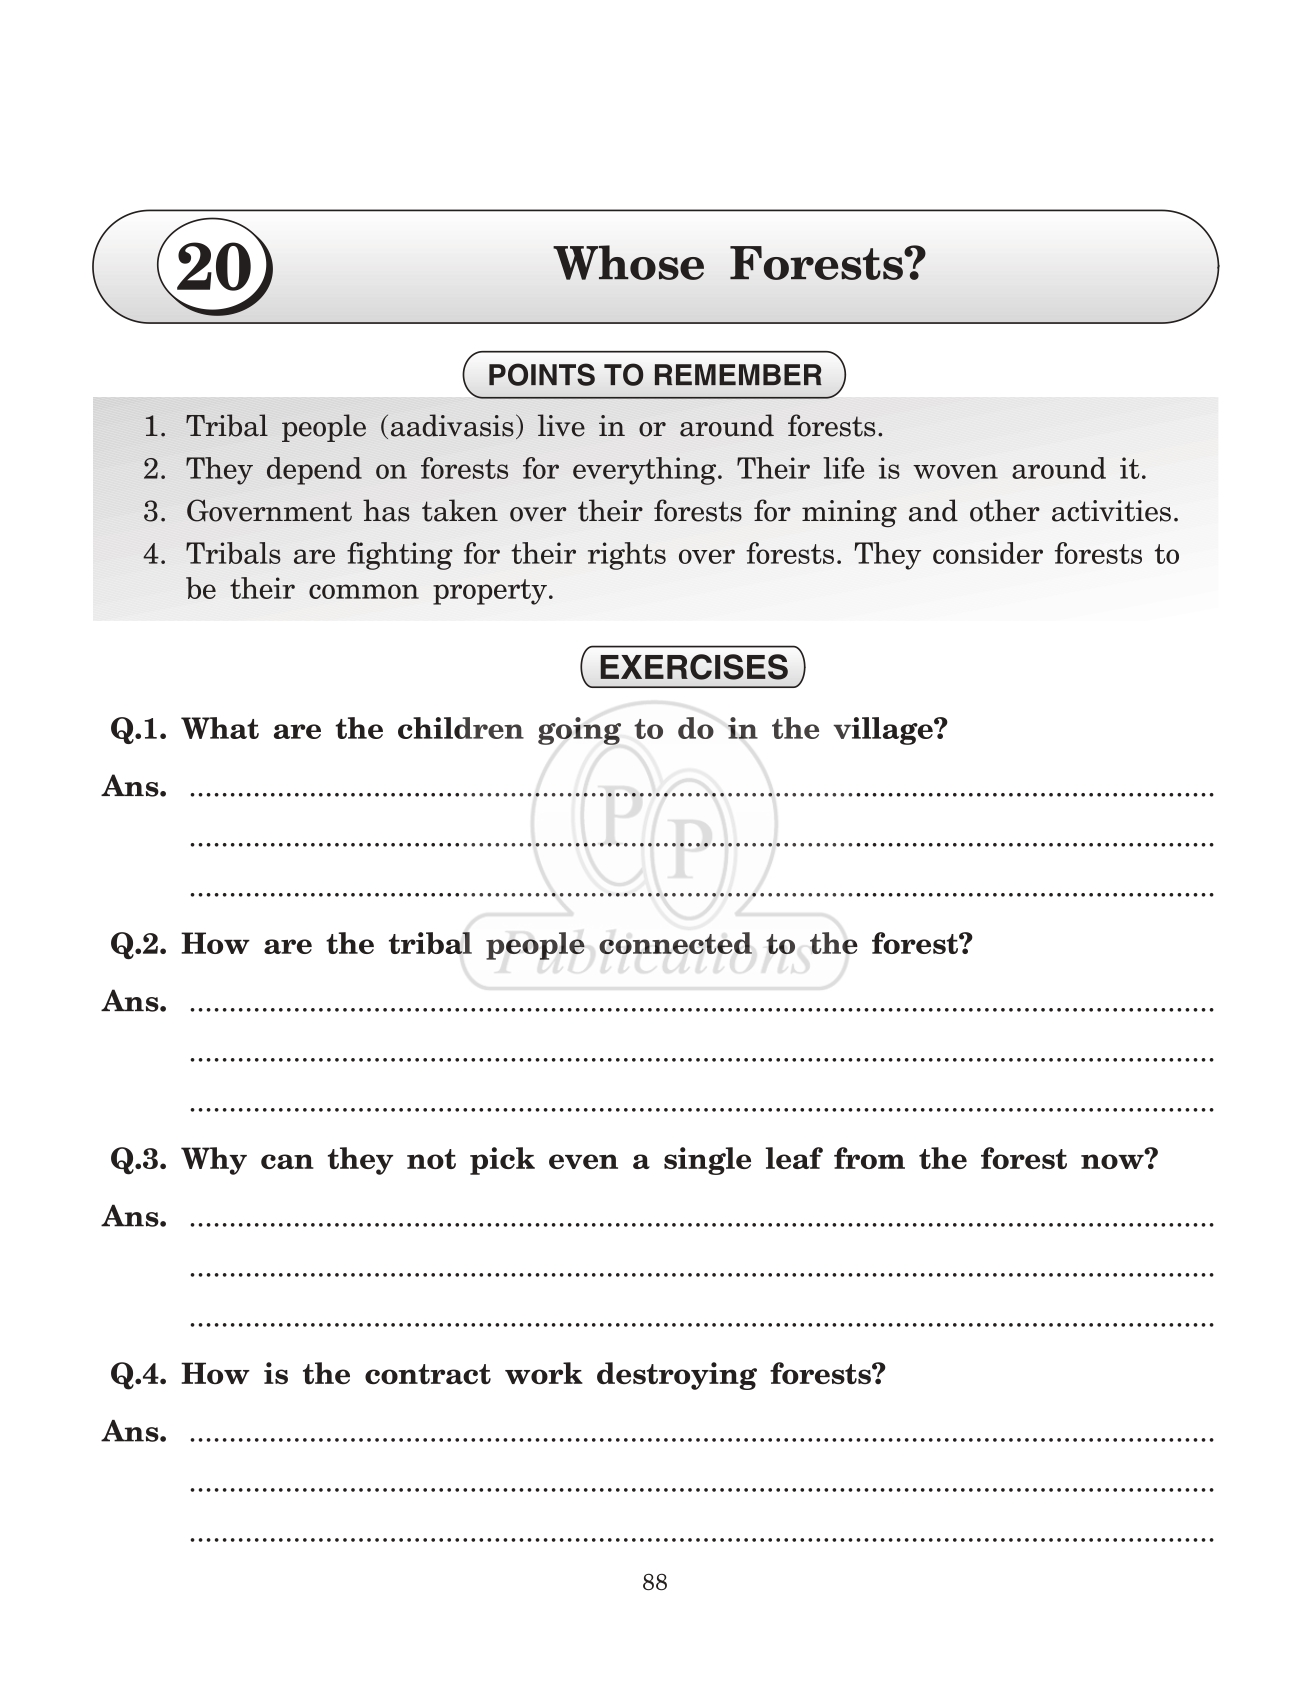 20
Whose Forests?
POINTS TO REMEMBER
1. Tribal people (aadivasis) live in or around forests.
2. They depend on forests for everything. Their life is woven around it.
3. Government has taken over their forests for mining and other activities.
4. Tribals are fighting for their rights over forests. They consider forests to
be their common property.
EXERCISES
Q.1. What are the children going to do in the village?
Ans. ................................................................
................................................................
................................................................
P P
Q.2. How are the tribal people connected to the forest?
Publications
Ans. ................................................................
................................................................
................................................................
Q.3. Why can they not pick even a single leaf from the forest now?
Ans. ................................................................
................................................................
................................................................
Q.4. How is the contract work destroying forests?
Ans. ................................................................
................................................................
................................................................
88